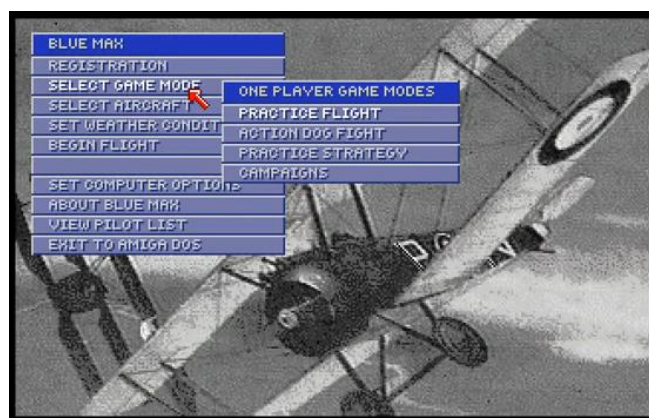 BLUE MAX
REGISTRATION
SELECT GAME MODE
SELECT AIRCRAFT
SET WEATHER CONDIT
BEGIN FLIGHT
SET COMPUTER OPTIONS
ABOUT BLUE MAX
VIEW PILOT LIST
EXIT TO AMIGA DOS
ONE PLAYER GAME MODES
PRACTICE FLIGHT
ACTION DOG FIGHT
PRACTICE STRATEGY
CAMPAIGNS